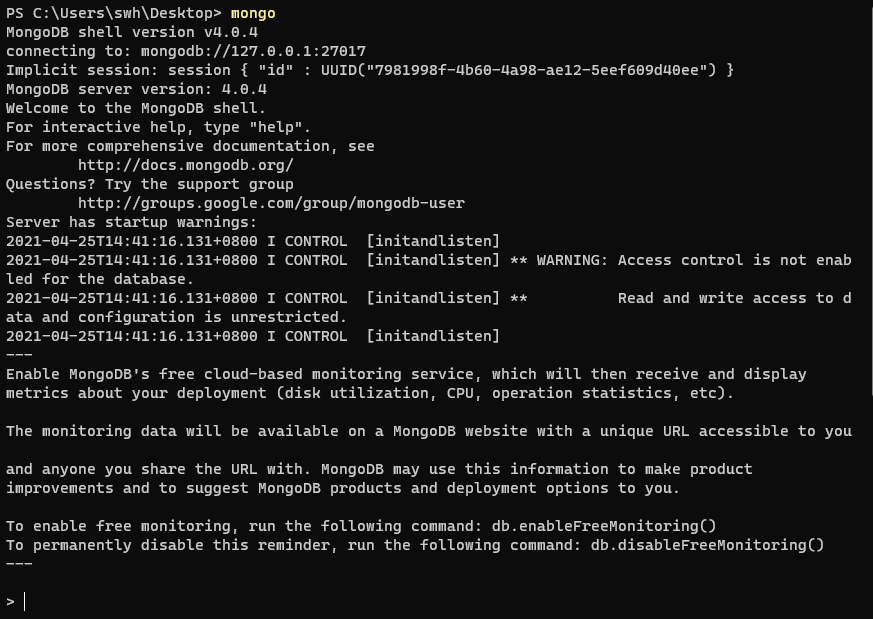 PS C:\Users\swh\Desktop> mongo
MongoDB shell version v4.0.4
connecting to: mongodb://127.0.0.1:27017
Implicit session: session { "id" : UUID("7981998f-4b60-4a98-ae12-5eef609d40ee") }
MongoDB server version: 4.0.4
Welcome to the MongoDB shell.
For interactive help, type "help".
For more comprehensive documentation, see
        http://docs.mongodb.org/
Questions? Try the support group
        http://groups.google.com/group/mongodb-user
Server has startup warnings:
2021-04-25T14:41:16.131+0800 I CONTROL  [initandlisten]
2021-04-25T14:41:16.131+0800 I CONTROL  [initandlisten] ** WARNING: Access control is not enab
led for the database.
2021-04-25T14:41:16.131+0800 I CONTROL  [initandlisten] **          Read and write access to d
ata and configuration is unrestricted.
2021-04-25T14:41:16.131+0800 I CONTROL  [initandlisten]
---
Enable MongoDB's free cloud-based monitoring service, which will then receive and display
metrics about your deployment (disk utilization, CPU, operation statistics, etc).

The monitoring data will be available on a MongoDB website with a unique URL accessible to you

and anyone you share the URL with. MongoDB may use this information to make product
improvements and to suggest MongoDB products and deployment options to you.

To enable free monitoring, run the following command: db.enableFreeMonitoring()
To permanently disable this reminder, run the following command: db.disableFreeMonitoring()
---

>